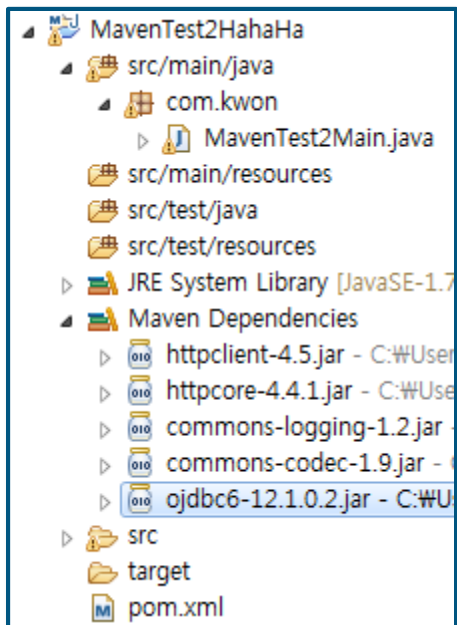 MavenTest2HahaHa
src/main/java
com.kwon
MavenTest2Main.java
src/main/resources
src/test/java
src/test/resources
JRE System Library [JavaSE-1.7
Maven Dependencies
httpclient-4.5.jar - C:₩User
httpcore-4.4.1.jar - C:₩Use
commons-logging-1.2.jar -
commons-codec-1.9.jar -
ojdbc6-12.1.0.2.jar - C:₩U
src
target
pom.xml